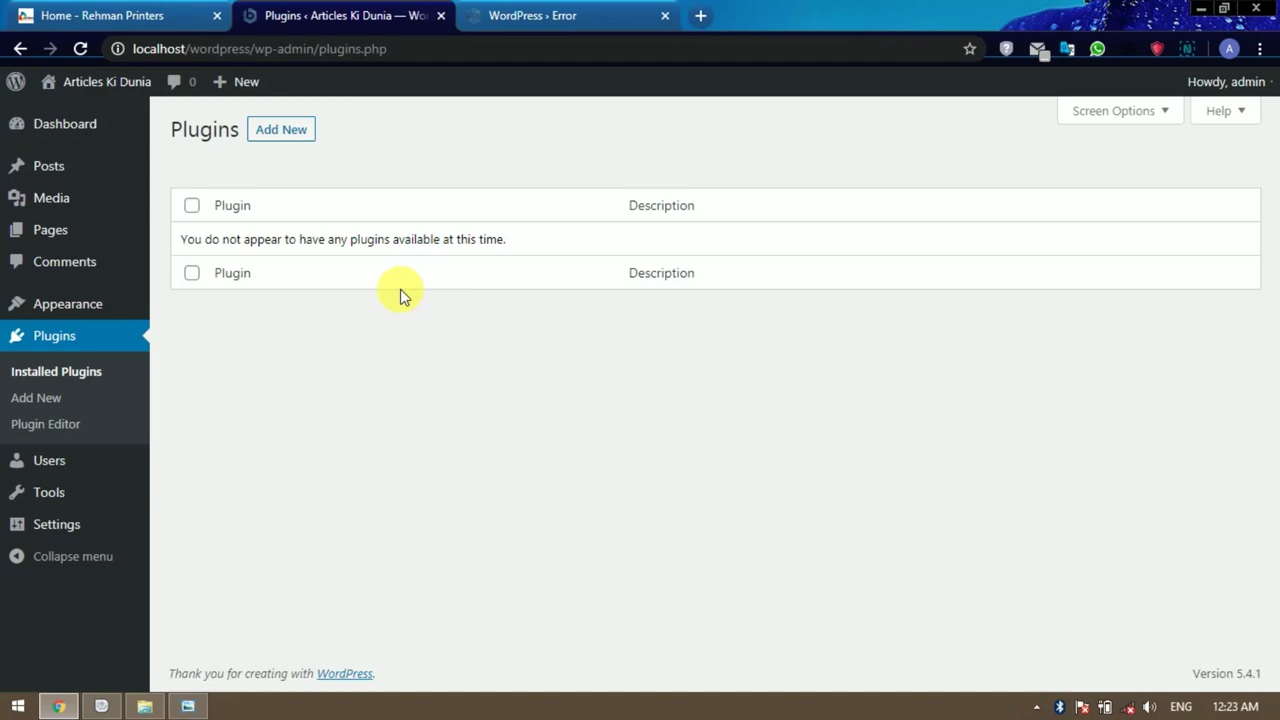 Home - Rehman Printers
Plugins ‹ Articles Ki Dunia — Wo
WordPress › Error
localhost/wordpress/wp-admin/plugins.php
A
Articles Ki Dunia
0
New
Howdy, admin
Screen Options
Help
Plugins
Add New
Dashboard
Posts
Media
Pages
Comments
Appearance
Plugins
Installed Plugins
Add New
Plugin Editor
Users
Tools
Settings
Collapse menu
Plugin Description
You do not appear to have any plugins available at this time.
Plugin Description
Thank you for creating with WordPress.
Version 5.4.1
ENG
12:23 AM